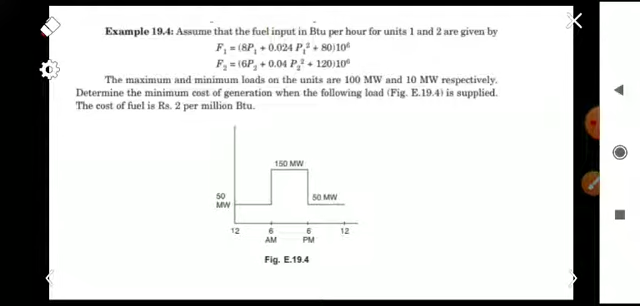 Example 19.4: Assume that the fuel input in Btu per hour for units 1 and 2 are given by
F₁ = (8P₁ + 0.024 P₁² + 80)10⁶
F₂ = (6P₂ + 0.04 P₂² + 120)10⁶
The maximum and minimum loads on the units are 100 MW and 10 MW respectively.
Determine the minimum cost of generation when the following load (Fig. E.19.4) is supplied.
The cost of fuel is Rs. 2 per million Btu.
150 MW
50
MW
50 MW
12 6 6 12
AM PM
Fig. E.19.4